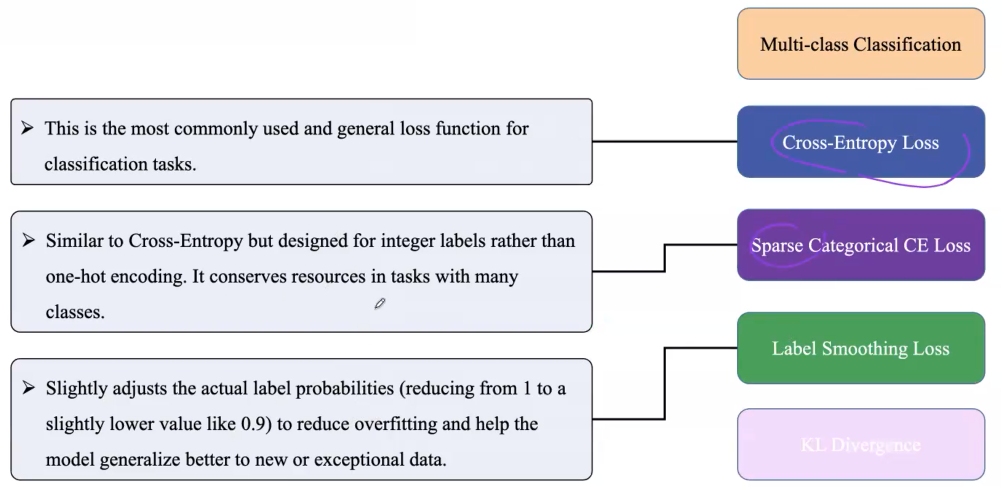 Multi-class Classification
➢ This is the most commonly used and general loss function for
classification tasks.
Cross-Entropy Loss
➢ Similar to Cross-Entropy but designed for integer labels rather than
one-hot encoding. It conserves resources in tasks with many
classes.
Sparse Categorical CE Loss
➢ Slightly adjusts the actual label probabilities (reducing from 1 to a
slightly lower value like 0.9) to reduce overfitting and help the
model generalize better to new or exceptional data.
Label Smoothing Loss
KL Divergence